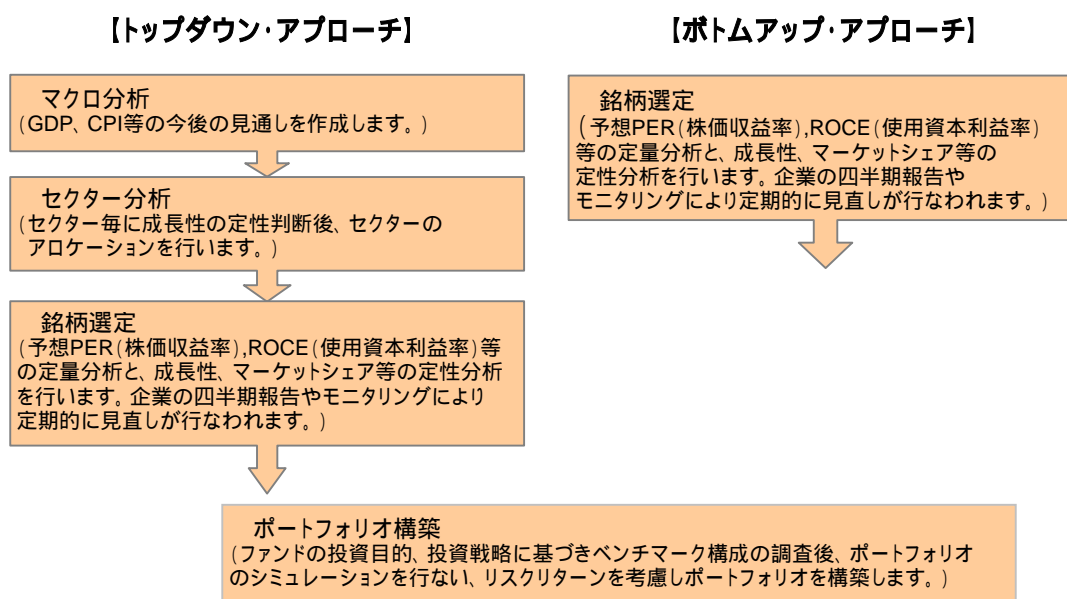 【トップダウン・アプローチ】
マクロ分析
(GDP、CPI等の今後の見通しを作成します。)
セクター分析
(セクター毎に成長性の定性判断後、セクターの
アロケーションを行います。)
銘柄選定
(予想PER(株価収益率),ROCE(使用資本利益率)等
の定量分析と、成長性、マーケットシェア等の定性分析
を行います。企業の四半期報告やモニタリングにより
定期的に見直しが行なわれます。)
【ボトムアップ・アプローチ】
銘柄選定
(予想PER(株価収益率),ROCE(使用資本利益率)
等の定量分析と、成長性、マーケットシェア等の
定性分析を行います。企業の四半期報告や
モニタリングにより定期的に見直しが行なわれます。)
ポートフォリオ構築
(ファンドの投資目的、投資戦略に基づきベンチマーク構成の調査後、ポートフォリオ
のシミュレーションを行ない、リスクリターンを考慮しポートフォリオを構築します。)